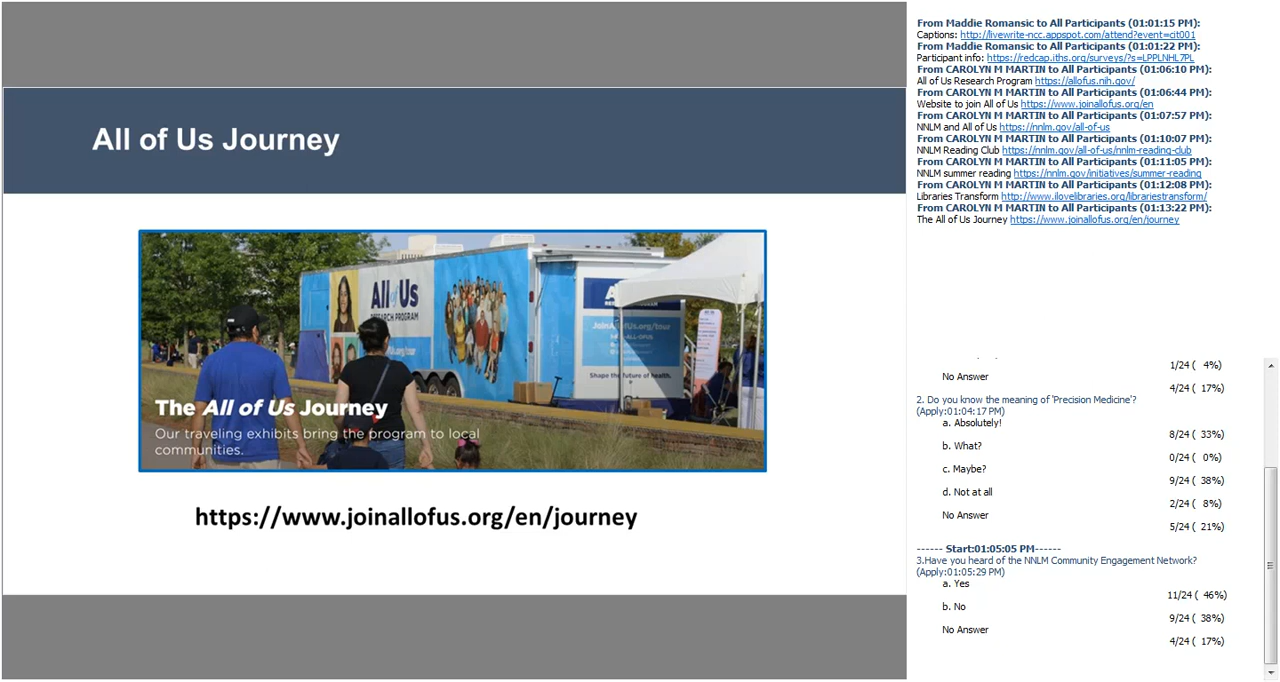 All of Us Journey
All of Us
RESEARCH PROGRAM
JoinAllofUs.org/tour
Shape the future of health.
The All of Us Journey
Our traveling exhibits bring the program to local
communities.
https://www.joinallofus.org/en/journey
From Maddie Romansic to All Participants (01:01:15 PM):
Captions: http://livewrite-ncc.appspot.com/attend?event=cit001
From Maddie Romansic to All Participants (01:01:22 PM):
Participant info: https://redcap.iths.org/surveys/?s=LPPLNHL7PL
From CAROLYN M MARTIN to All Participants (01:06:10 PM):
All of Us Research Program https://allofus.nih.gov/
From CAROLYN M MARTIN to All Participants (01:06:44 PM):
Website to join All of Us https://www.joinallofus.org/en
From CAROLYN M MARTIN to All Participants (01:07:57 PM):
NNLM and All of Us https://nnlm.gov/all-of-us
From CAROLYN M MARTIN to All Participants (01:10:07 PM):
NNLM Reading Club https://nnlm.gov/all-of-us/nnlm-reading-club
From CAROLYN M MARTIN to All Participants (01:11:05 PM):
NNLM summer reading https://nnlm.gov/initiatives/summer-reading
From CAROLYN M MARTIN to All Participants (01:12:08 PM):
Libraries Transform http://www.ilovelibraries.org/librariestransform/
From CAROLYN M MARTIN to All Participants (01:13:22 PM):
The All of Us Journey https://www.joinallofus.org/en/journey
1/24 ( 4%)
No Answer
4/24 ( 17%)
2. Do you know the meaning of 'Precision Medicine'?
(Apply:01:04:17 PM)
a. Absolutely!
8/24 ( 33%)
b. What?
0/24 ( 0%)
c. Maybe?
9/24 ( 38%)
d. Not at all
2/24 ( 8%)
No Answer
5/24 ( 21%)
------ Start:01:05:05 PM------
3.Have you heard of the NNLM Community Engagement Network?
(Apply:01:05:29 PM)
a. Yes
11/24 ( 46%)
b. No
9/24 ( 38%)
No Answer
4/24 ( 17%)